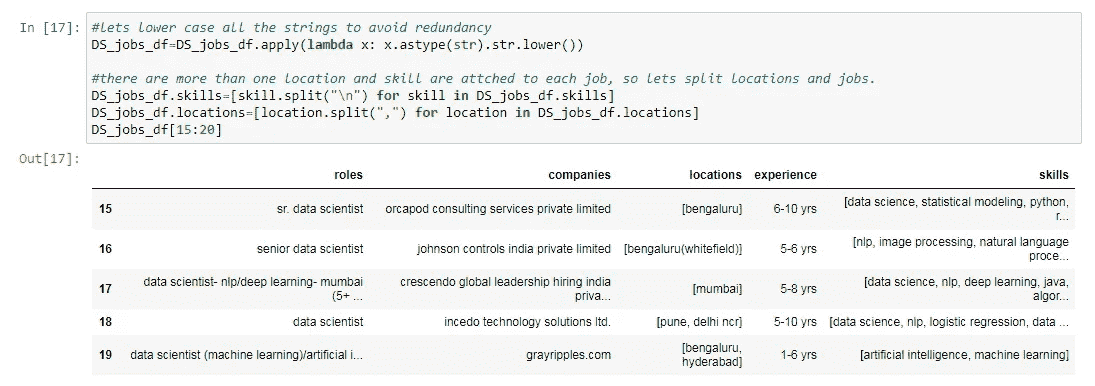 In [17]: #lets lower case all the strings to avoid redundancy
DS_jobs_df=DS_jobs_df.apply(lambda x: x.astype(str).str.lower())
#there are more than one location and skill are attched to each job, so lets split locations and jobs.
DS_jobs_df.skills=[skill.split("\n") for skill in DS_jobs_df.skills]
DS_jobs_df.locations=[location.split(",") for location in DS_jobs_df.locations]
DS_jobs_df[15:20]
Out[17]:
roles companies locations experience skills
15 sr. data scientist orcapod consulting services private limited [bengaluru] 6-10 yrs [data science, statistical modeling, python,
r...
16 senior data scientist johnson controls india private limited [bengaluru(whitefield)] 5-6 yrs [nlp, image processing, natural language
proce...
17 data scientist- nlp/deep learning- mumbai
(5+ ...
crescendo global leadership hiring india
priva...
[mumbai] 5-8 yrs [data science, nlp, deep learning, java,
algor...
18 data scientist incedo technology solutions ltd. [pune, delhi ncr] 5-10 yrs [data science, nlp, logistic regression, data ...
19 data scientist (machine learning)/artificial i... grayripples.com [bengaluru,
hyderabad]
1-6 yrs [artificial intelligence, machine learning]